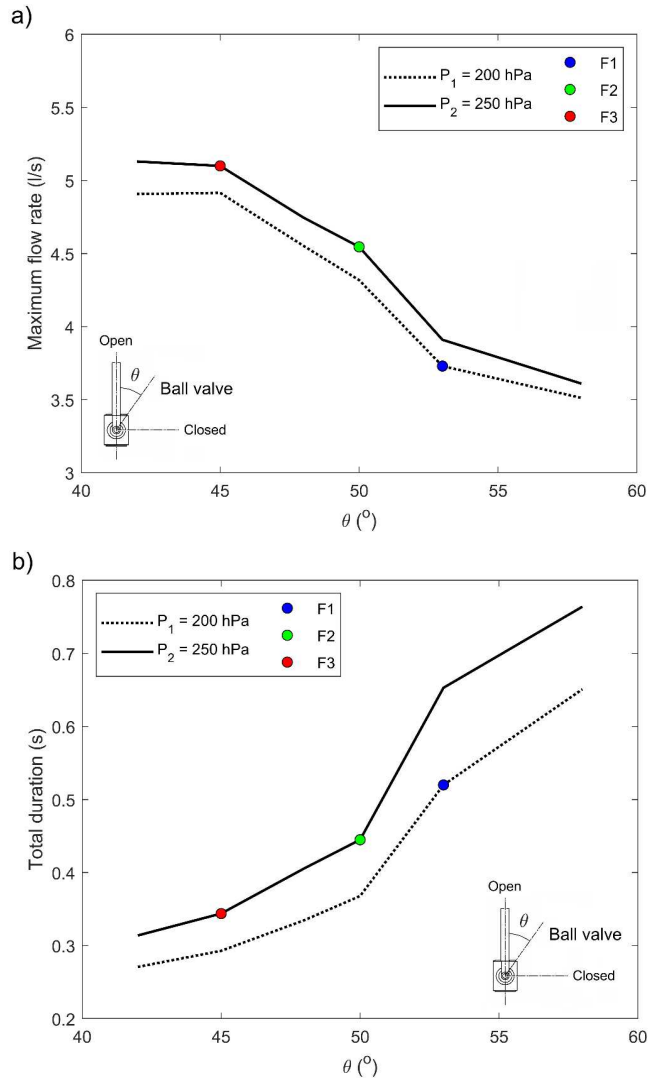 a)
6
5.5
5
4.5
4
3.5
3
Maximum flow rate (l/s)
P1 = 200 hPa
P2 = 250 hPa
F1
F2
F3
Open
θ
Ball valve
Closed
40
45
50
55
60
θ (o)
b)
0.8
0.7
0.6
0.5
0.4
0.3
0.2
Total duration (s)
P1 = 200 hPa
P2 = 250 hPa
F1
F2
F3
Open
θ
Ball valve
Closed
40
45
50
55
60
θ (o)